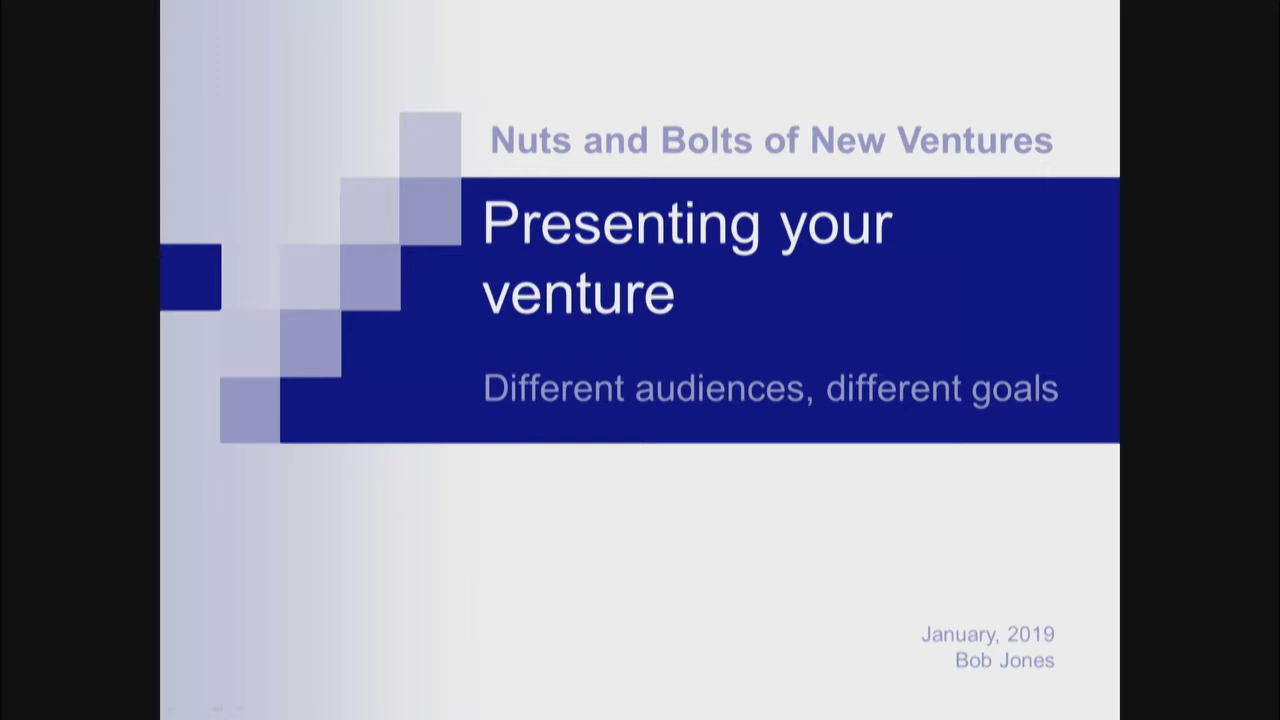 Nuts and Bolts of New Ventures
Presenting your
venture
Different audiences, different goals
January, 2019
Bob Jones